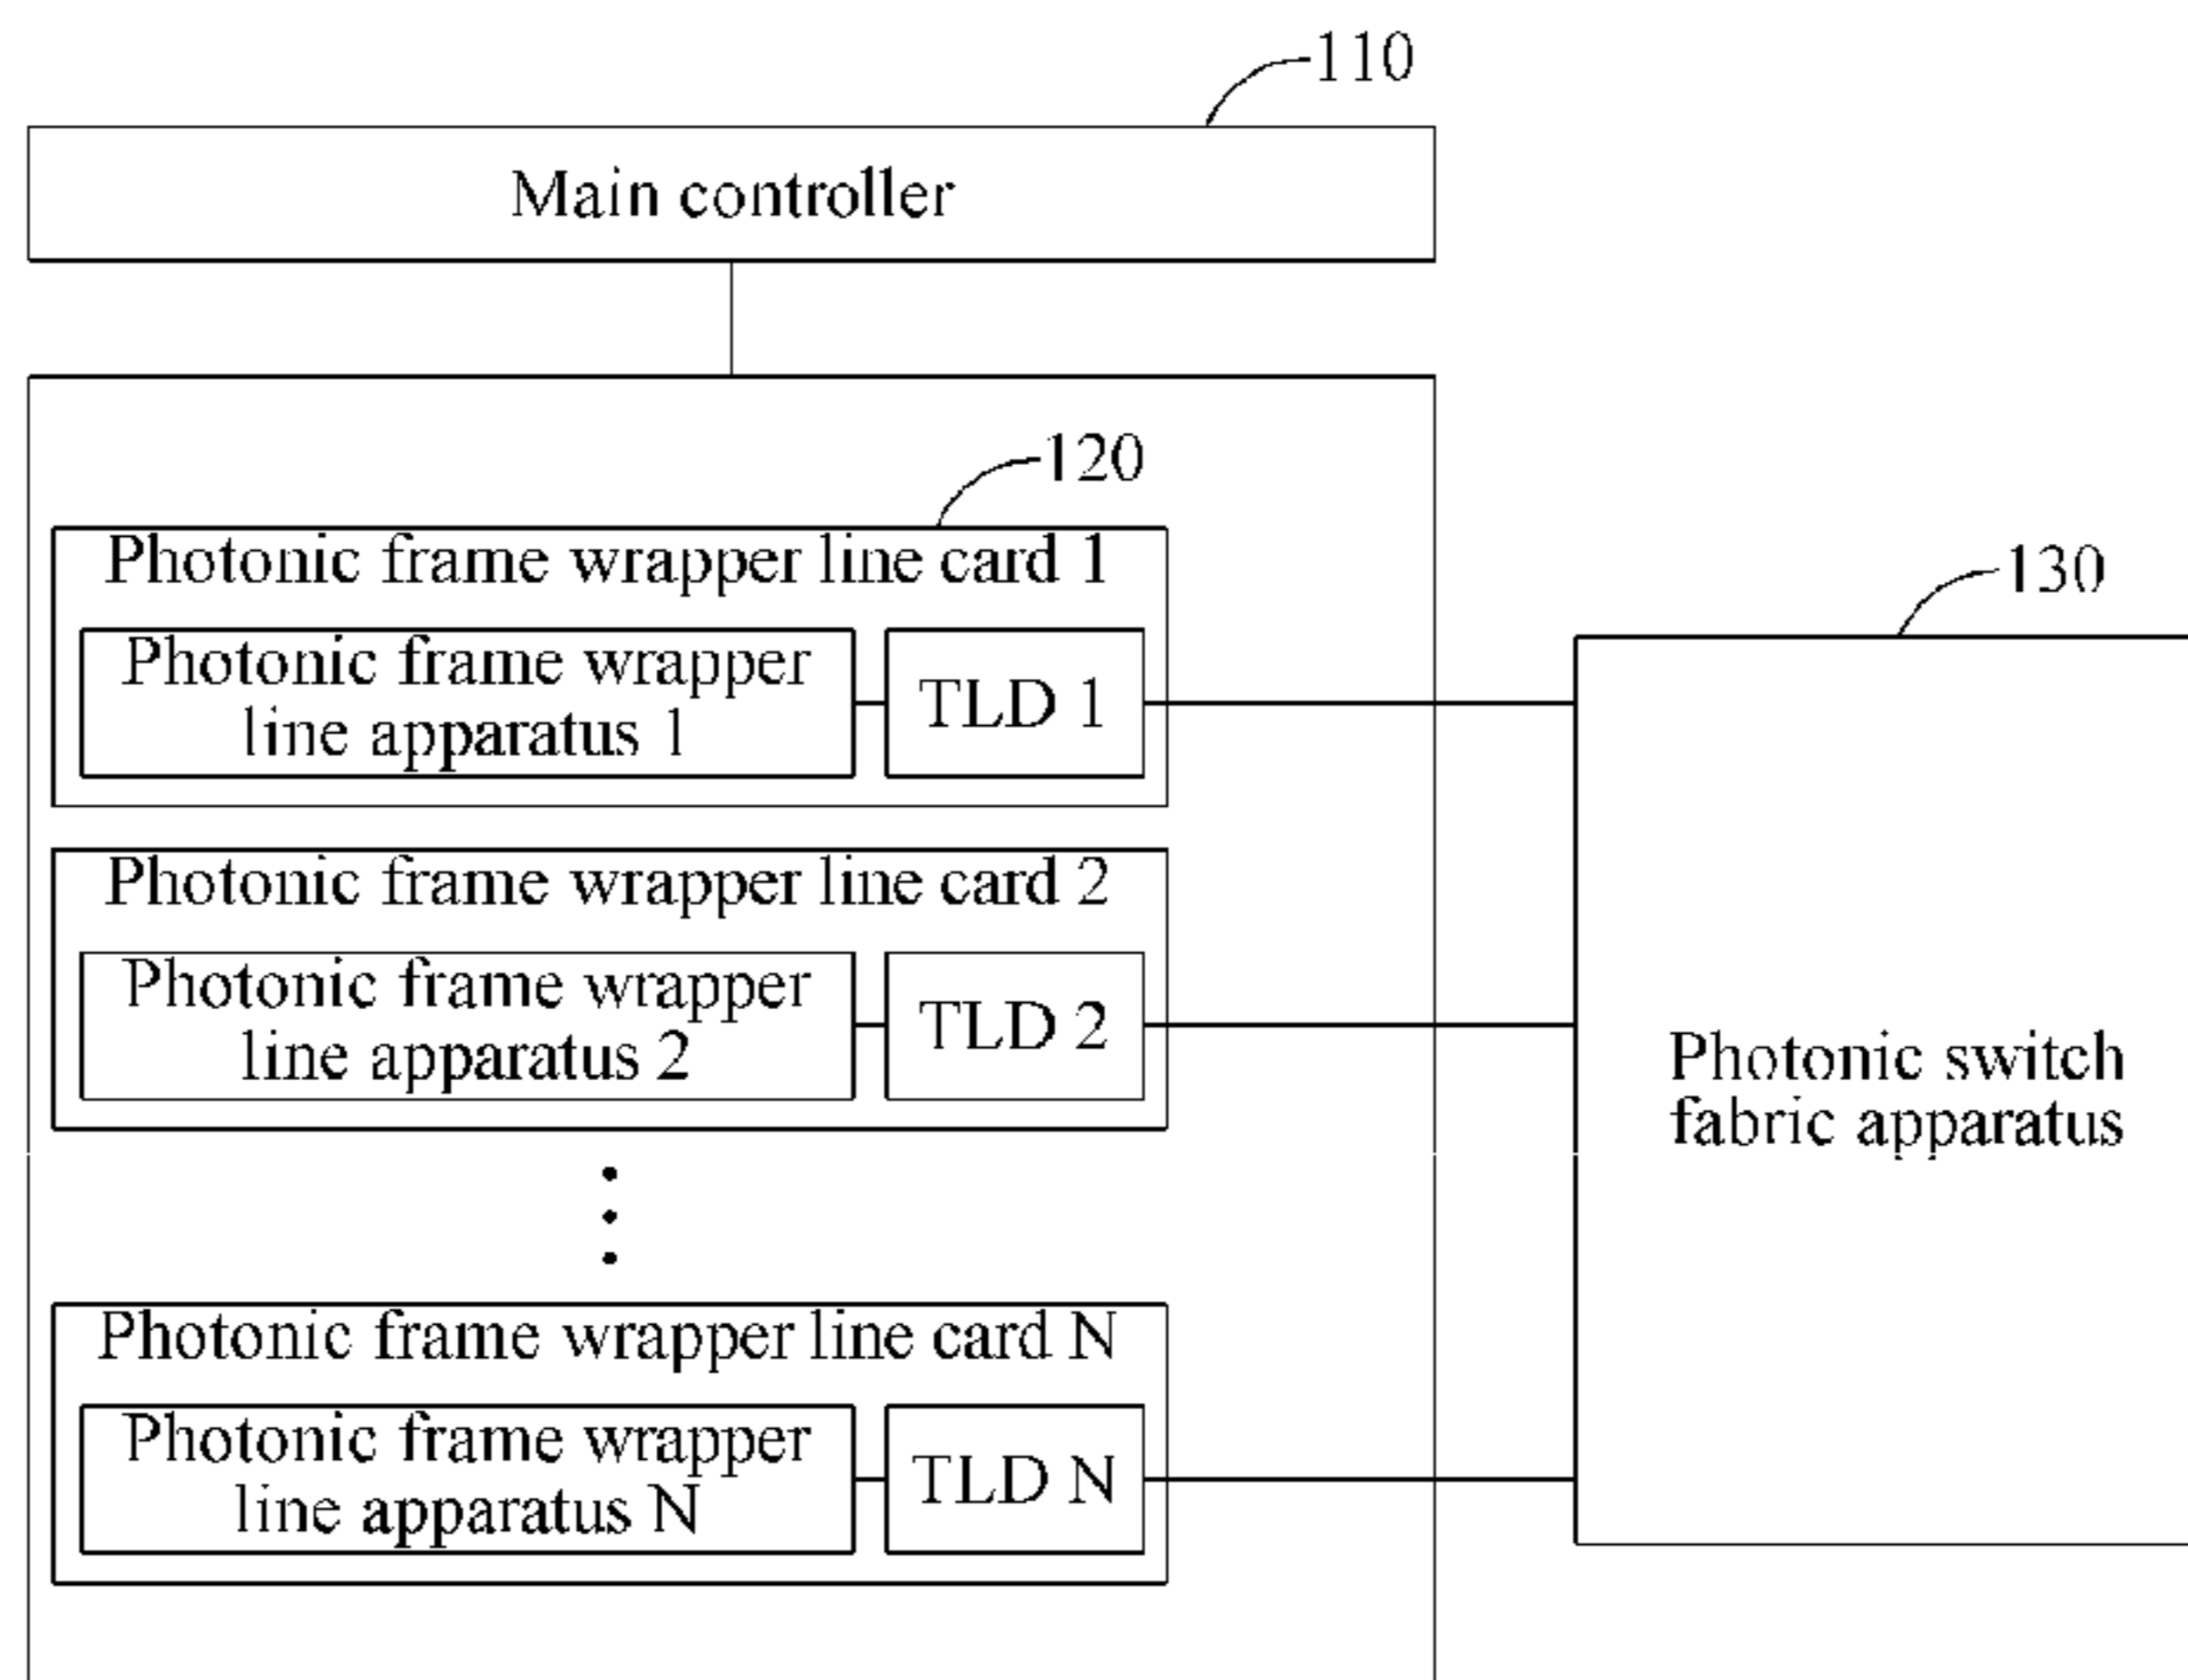 110
Main controller
120
Photonic frame wrapper line card 1
Photonic frame wrapper
line apparatus 1
TLD 1
130
Photonic frame wrapper line card 2
Photonic frame wrapper
line apparatus 2
TLD 2
Photonic switch
fabric apparatus
Photonic frame wrapper line card N
Photonic frame wrapper
line apparatus N
TLD N